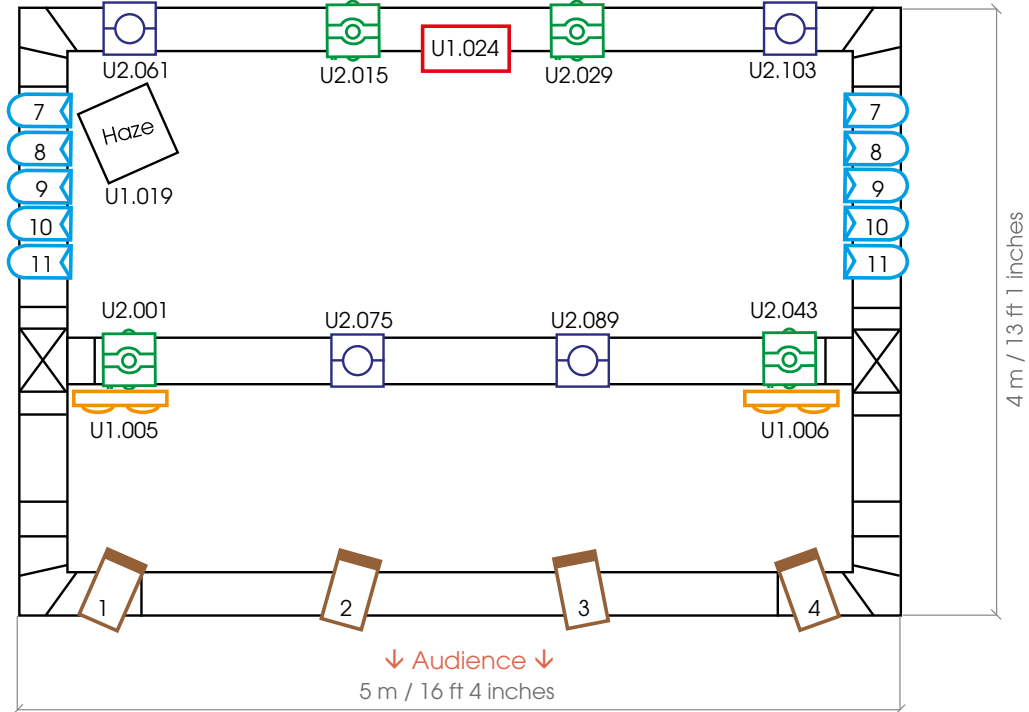 U1.024
U2.061
U2.015
U2.029
U2.103
7
7
Haze
8
8
9
9
U1.019
10
10
11
11
U2.001
U2.075
U2.089
U2.043
4 m / 13 ft 1 inches
U1.005
U1.006
1
2
3
4
↓ Audience ↓
5 m / 16 ft 4 inches